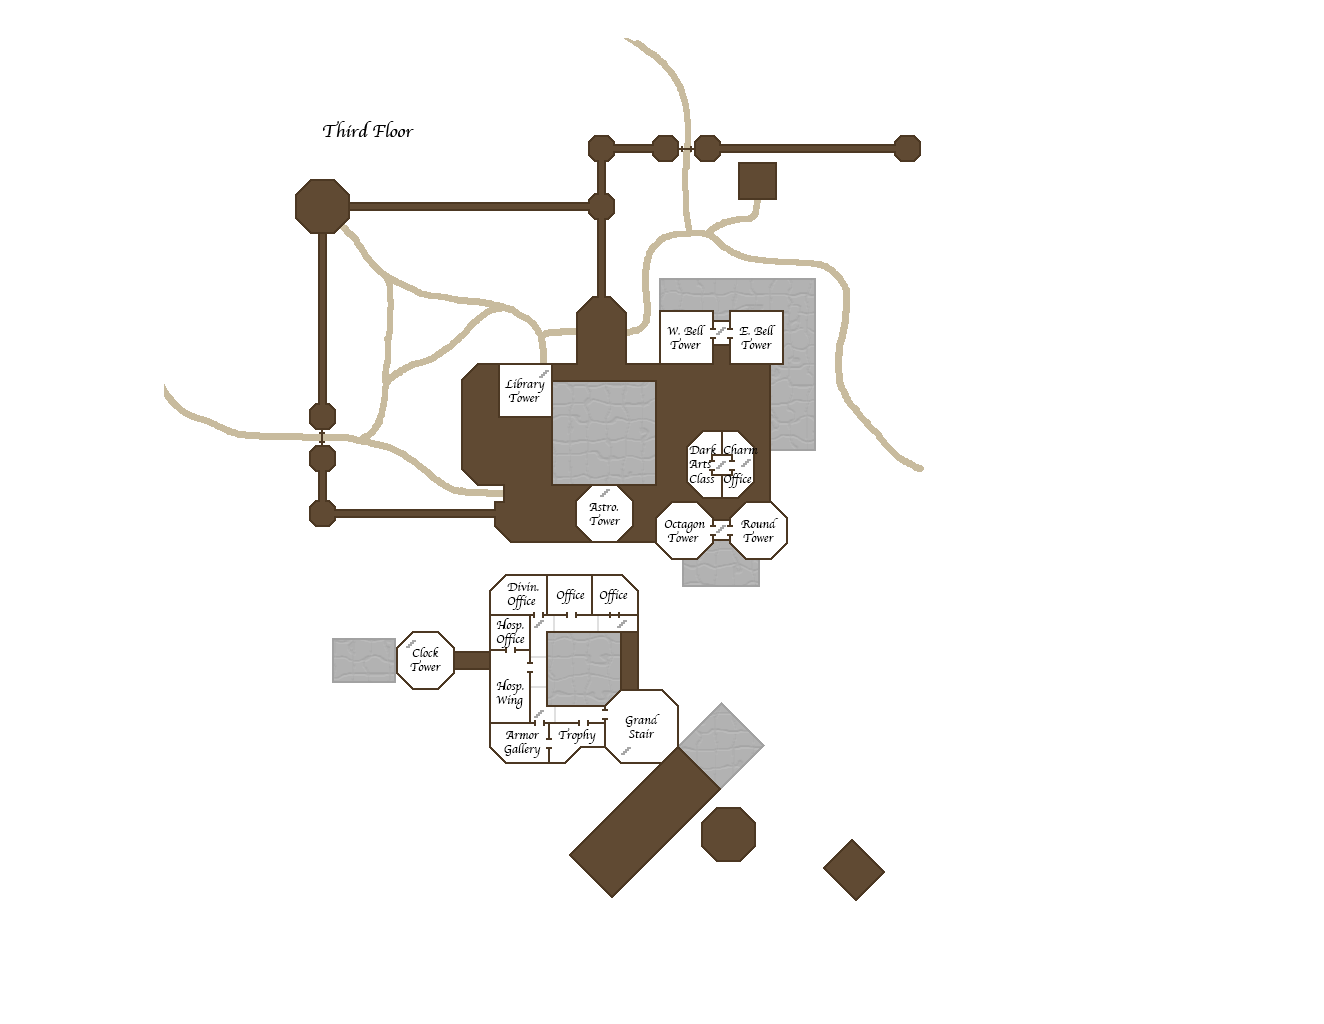 Third Floor
W. Bell
Tower
E. Bell
Tower
Library
Tower
Dark
Arts
Class
Charm
Office
Astro.
Tower
Octagon
Tower
Round
Tower
Divin.
Office
Office
Office
Hosp.
Office
Clock
Tower
Hosp.
Wing
Grand
Stair
Armor
Gallery
Trophy